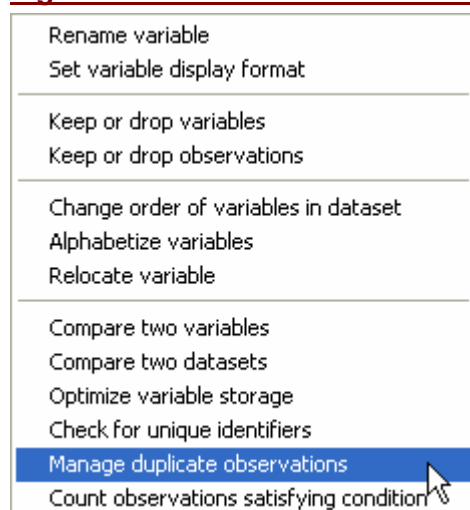 Rename variable
Set variable display format
Keep or drop variables
Keep or drop observations
Change order of variables in dataset
Alphabetize variables
Relocate variable
Compare two variables
Compare two datasets
Optimize variable storage
Check for unique identifiers
Manage duplicate observations
Count observations satisfying condition